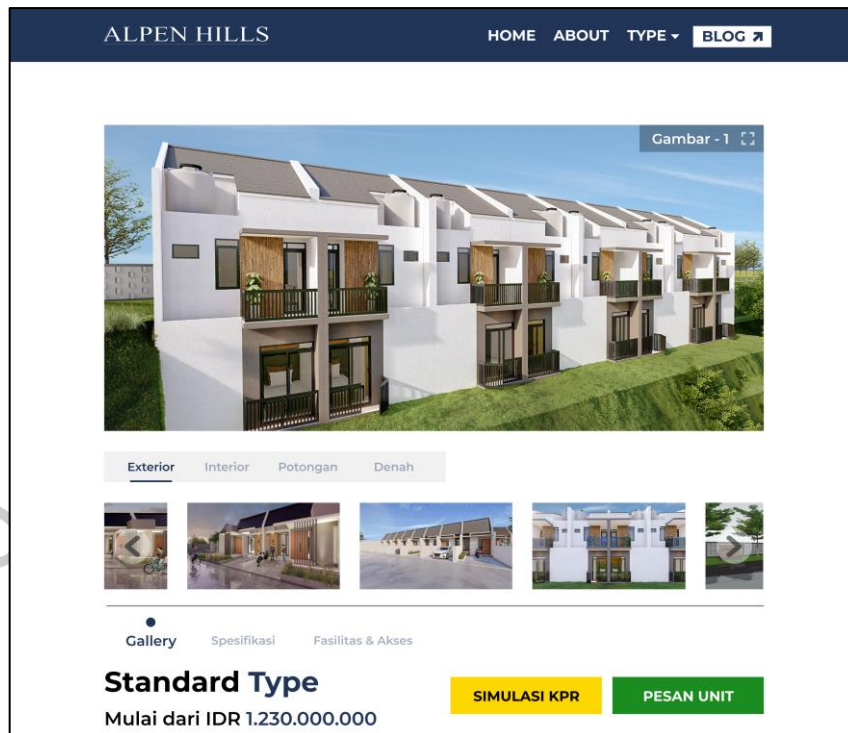 ALPEN HILLS
HOME ABOUT TYPE BLOG
Gambar - 1
Exterior Interior Potongan Denah
Gallery Spesifikasi Fasilitas & Akses
Standard Type
Mulai dari IDR 1.230.000.000
SIMULASI KPR
PESAN UNIT